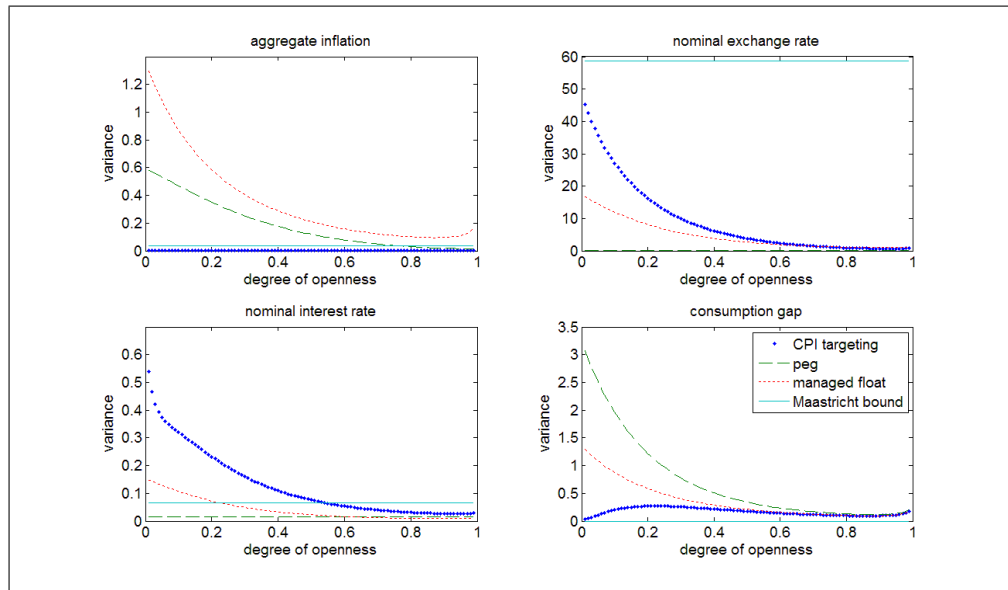 aggregate inflation
1.2
1
0.8
0.6
0.4
0.2
0
variance
0 0.2 0.4 0.6 0.8 1
degree of openness
nominal exchange rate
60
50
40
30
20
10
0
variance
0 0.2 0.4 0.6 0.8 1
degree of openness
nominal interest rate
0.6
0.5
0.4
0.3
0.2
0.1
0
variance
0 0.2 0.4 0.6 0.8 1
degree of openness
consumption gap
3.5
3
2.5
2
1.5
1
0.5
0
variance
0 0.2 0.4 0.6 0.8 1
degree of openness
CPI targeting
peg
managed float
Maastricht bound